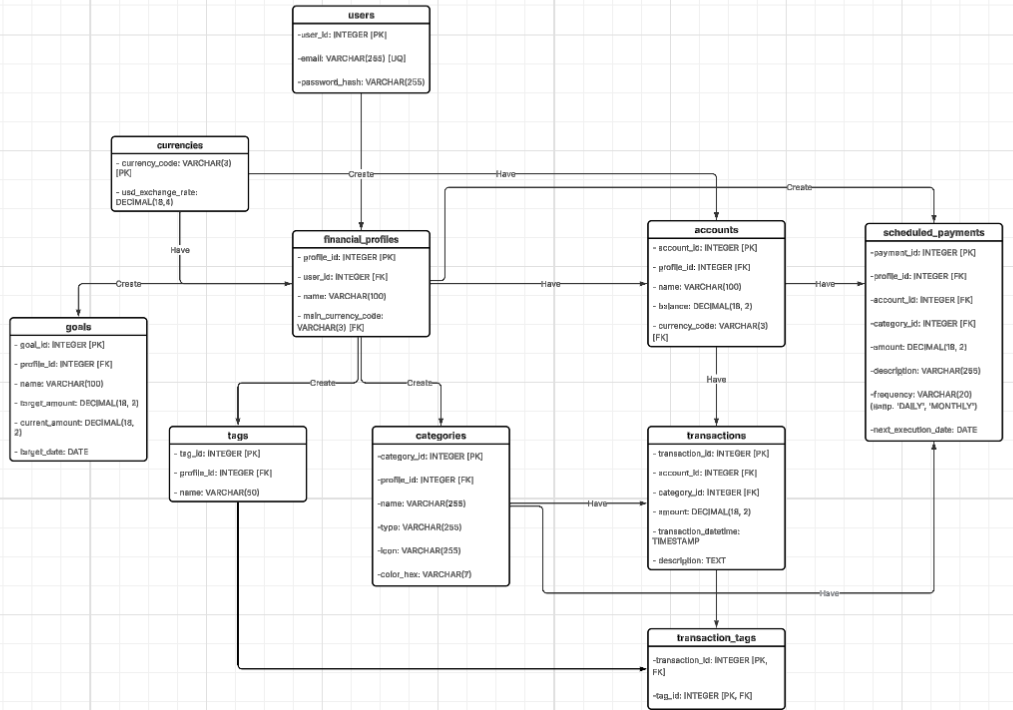 users
-user_id: INTEGER [PK]
-email: VARCHAR(255) [UQ]
-password_hash: VARCHAR(255)
currencies
- currency_code: VARCHAR(3)
[PK]
- usd_exchange_rate:
DECIMAL(18,4)
Create
Have
Create
Have
financial_profiles
- profile_id: INTEGER [PK]
- user_id: INTEGER [FK]
- name: VARCHAR(100)
- main_currency_code:
VARCHAR(3) [FK]
accounts
- account_id: INTEGER [PK]
- profile_id: INTEGER [FK]
- name: VARCHAR(100)
- balance: DECIMAL(18, 2)
- currency_code: VARCHAR(3)
[FK]
scheduled_payments
-payment_id: INTEGER [PK]
-profile_id: INTEGER [FK]
-account_id: INTEGER [FK]
-category_id: INTEGER [FK]
-amount: DECIMAL(18, 2)
-description: VARCHAR(255)
-frequency: VARCHAR(20)
'DAILY', 'MONTHLY')
-next_execution_date: DATE
Create
Have
Have
goals
- goal_id: INTEGER [PK]
- profile_id: INTEGER [FK]
- name: VARCHAR(100)
- target_amount: DECIMAL(18, 2)
- current_amount: DECIMAL(18,
2)
- target_date: DATE
Create
Create
Have
tags
- tag_id: INTEGER [PK]
- profile_id: INTEGER [FK]
- name: VARCHAR(50)
categories
-category_id: INTEGER [PK]
-profile_id: INTEGER [FK]
-name: VARCHAR(255)
-type: VARCHAR(255)
-icon: VARCHAR(255)
-color_hex: VARCHAR(7)
transactions
- transaction_id: INTEGER [PK]
- account_id: INTEGER [FK]
- category_id: INTEGER [FK]
- amount: DECIMAL(18, 2)
- transaction_datetime:
TIMESTAMP
- description: TEXT
Have
Have
transaction_tags
-transaction_id: INTEGER [PK,
FK]
-tag_id: INTEGER [PK, FK]